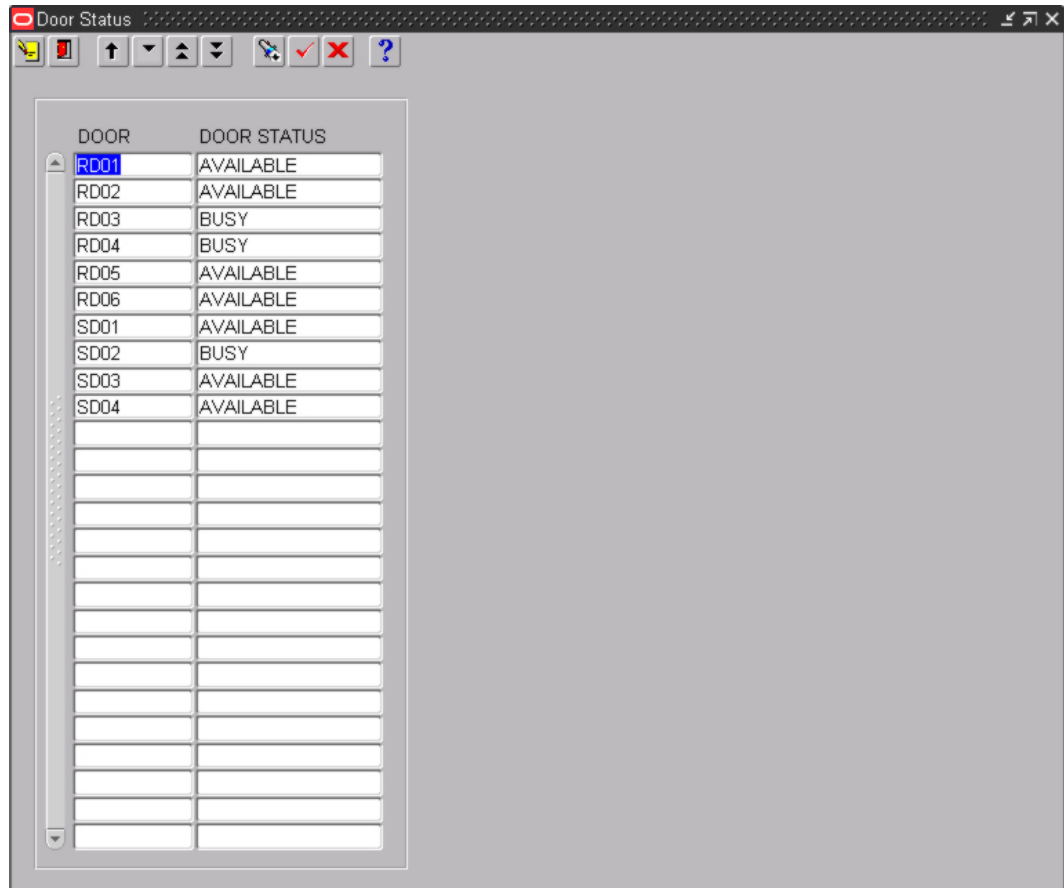 Door Status
?
DOOR DOOR STATUS
RD01 AVAILABLE
RD02 AVAILABLE
RD03 BUSY
RD04 BUSY
RD05 AVAILABLE
RD06 AVAILABLE
SD01 AVAILABLE
SD02 BUSY
SD03 AVAILABLE
SD04 AVAILABLE